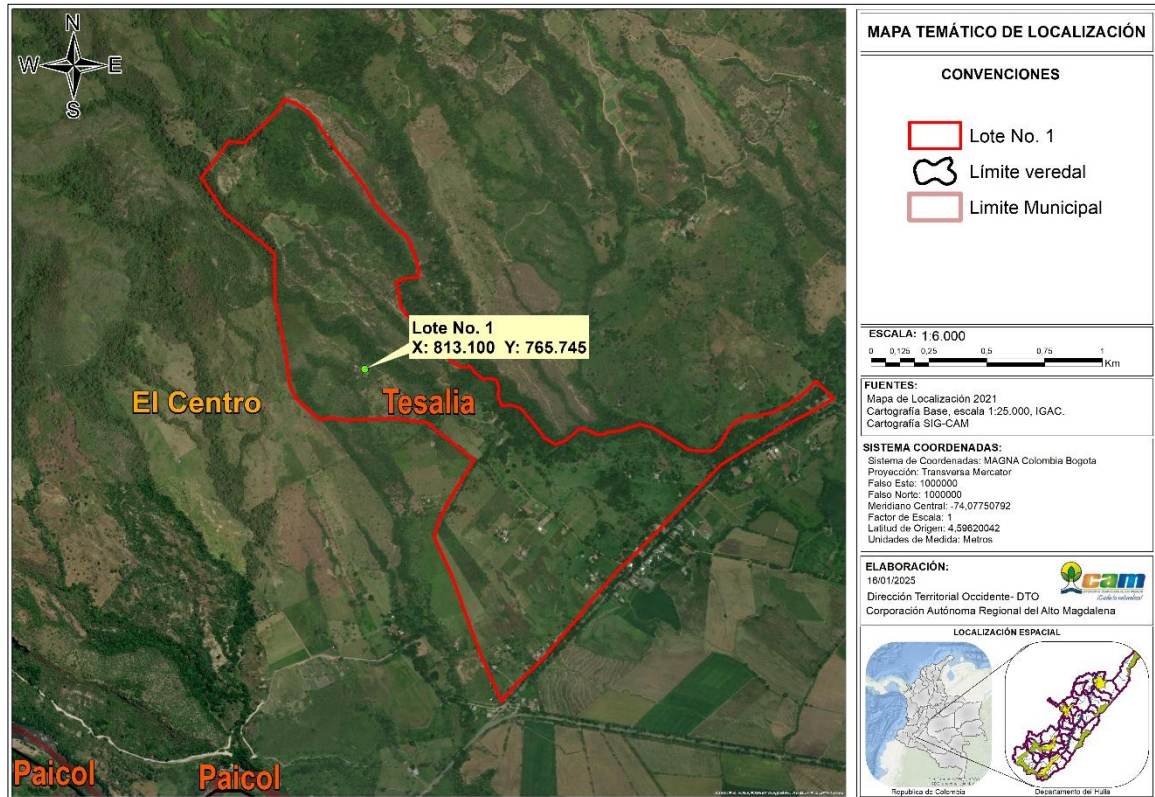 N
W E
S
Lote No. 1
X: 813.100 Y: 765.745
El Centro
Tesalia
Paicol
Paicol
MAPA TEMÁTICO DE LOCALIZACIÓN
CONVENCIONES
Lote No. 1
Límite veredal
Limite Municipal
ESCALA: 1:6.000
0 0,125 0,25 0,5 0,75 1
Km
FUENTES:
Mapa de Localización 2021
Cartografía Base, escala 1:25.000, IGAC.
Cartografía SIG-CAM
SISTEMA COORDENADAS:
Sistema de Coordenadas: MAGNA Colombia Bogota
Proyección: Transversa Mercator
Falso Este: 1000000
Falso Norte: 1000000
Meridiano Central: -74,07750792
Factor de Escala: 1
Latitud de Origen: 4,59620042
Unidades de Medida: Metros
ELABORACIÓN:
16/01/2025
Dirección Territorial Occidente- DTO
Corporación Autónoma Regional del Alto Magdalena
cam
LOCALIZACIÓN ESPACIAL
Republica de Colombia
Departamento del Huila